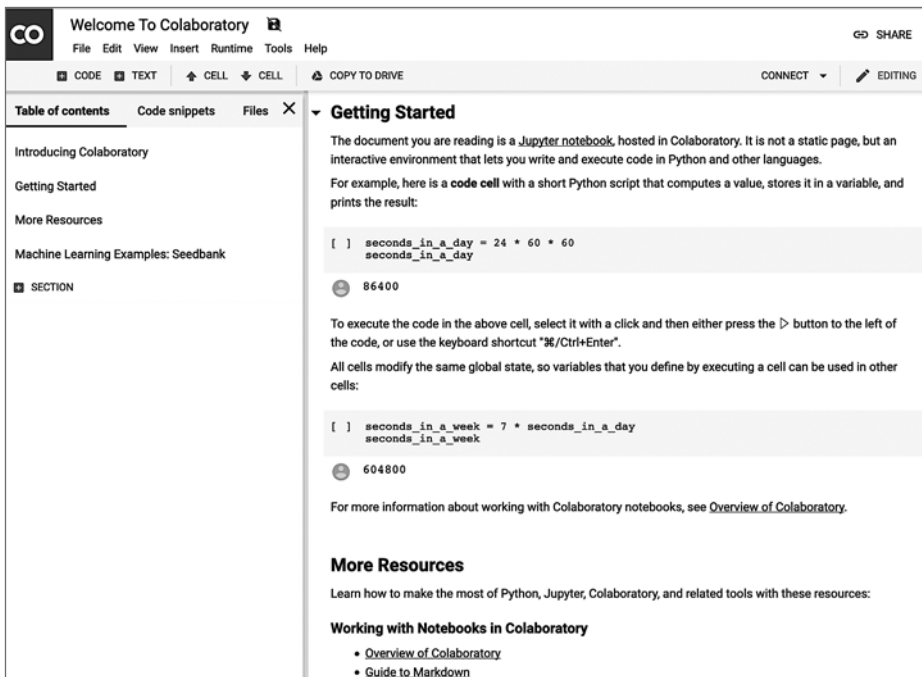 CO
Welcome To Colaboratory
File Edit View Insert Runtime Tools Help
SHARE
CODE TEXT CELL CELL COPY TO DRIVE
CONNECT EDITING
Table of contents Code snippets Files
Introducing Colaboratory
Getting Started
More Resources
Machine Learning Examples: Seedbank
SECTION
Getting Started
The document you are reading is a Jupyter notebook, hosted in Colaboratory. It is not a static page, but an
interactive environment that lets you write and execute code in Python and other languages.
For example, here is a code cell with a short Python script that computes a value, stores it in a variable, and
prints the result:
[ ] seconds_in_a_day = 24 * 60 * 60
seconds_in_a_day
86400
To execute the code in the above cell, select it with a click and then either press the ▷ button to the left of
the code, or use the keyboard shortcut "⌘/Ctrl+Enter".
All cells modify the same global state, so variables that you define by executing a cell can be used in other
cells:
[ ] seconds_in_a_week = 7 * seconds_in_a_day
seconds_in_a_week
604800
For more information about working with Colaboratory notebooks, see Overview of Colaboratory.
More Resources
Learn how to make the most of Python, Jupyter, Colaboratory, and related tools with these resources:
Working with Notebooks in Colaboratory
• Overview of Colaboratory
• Guide to Markdown